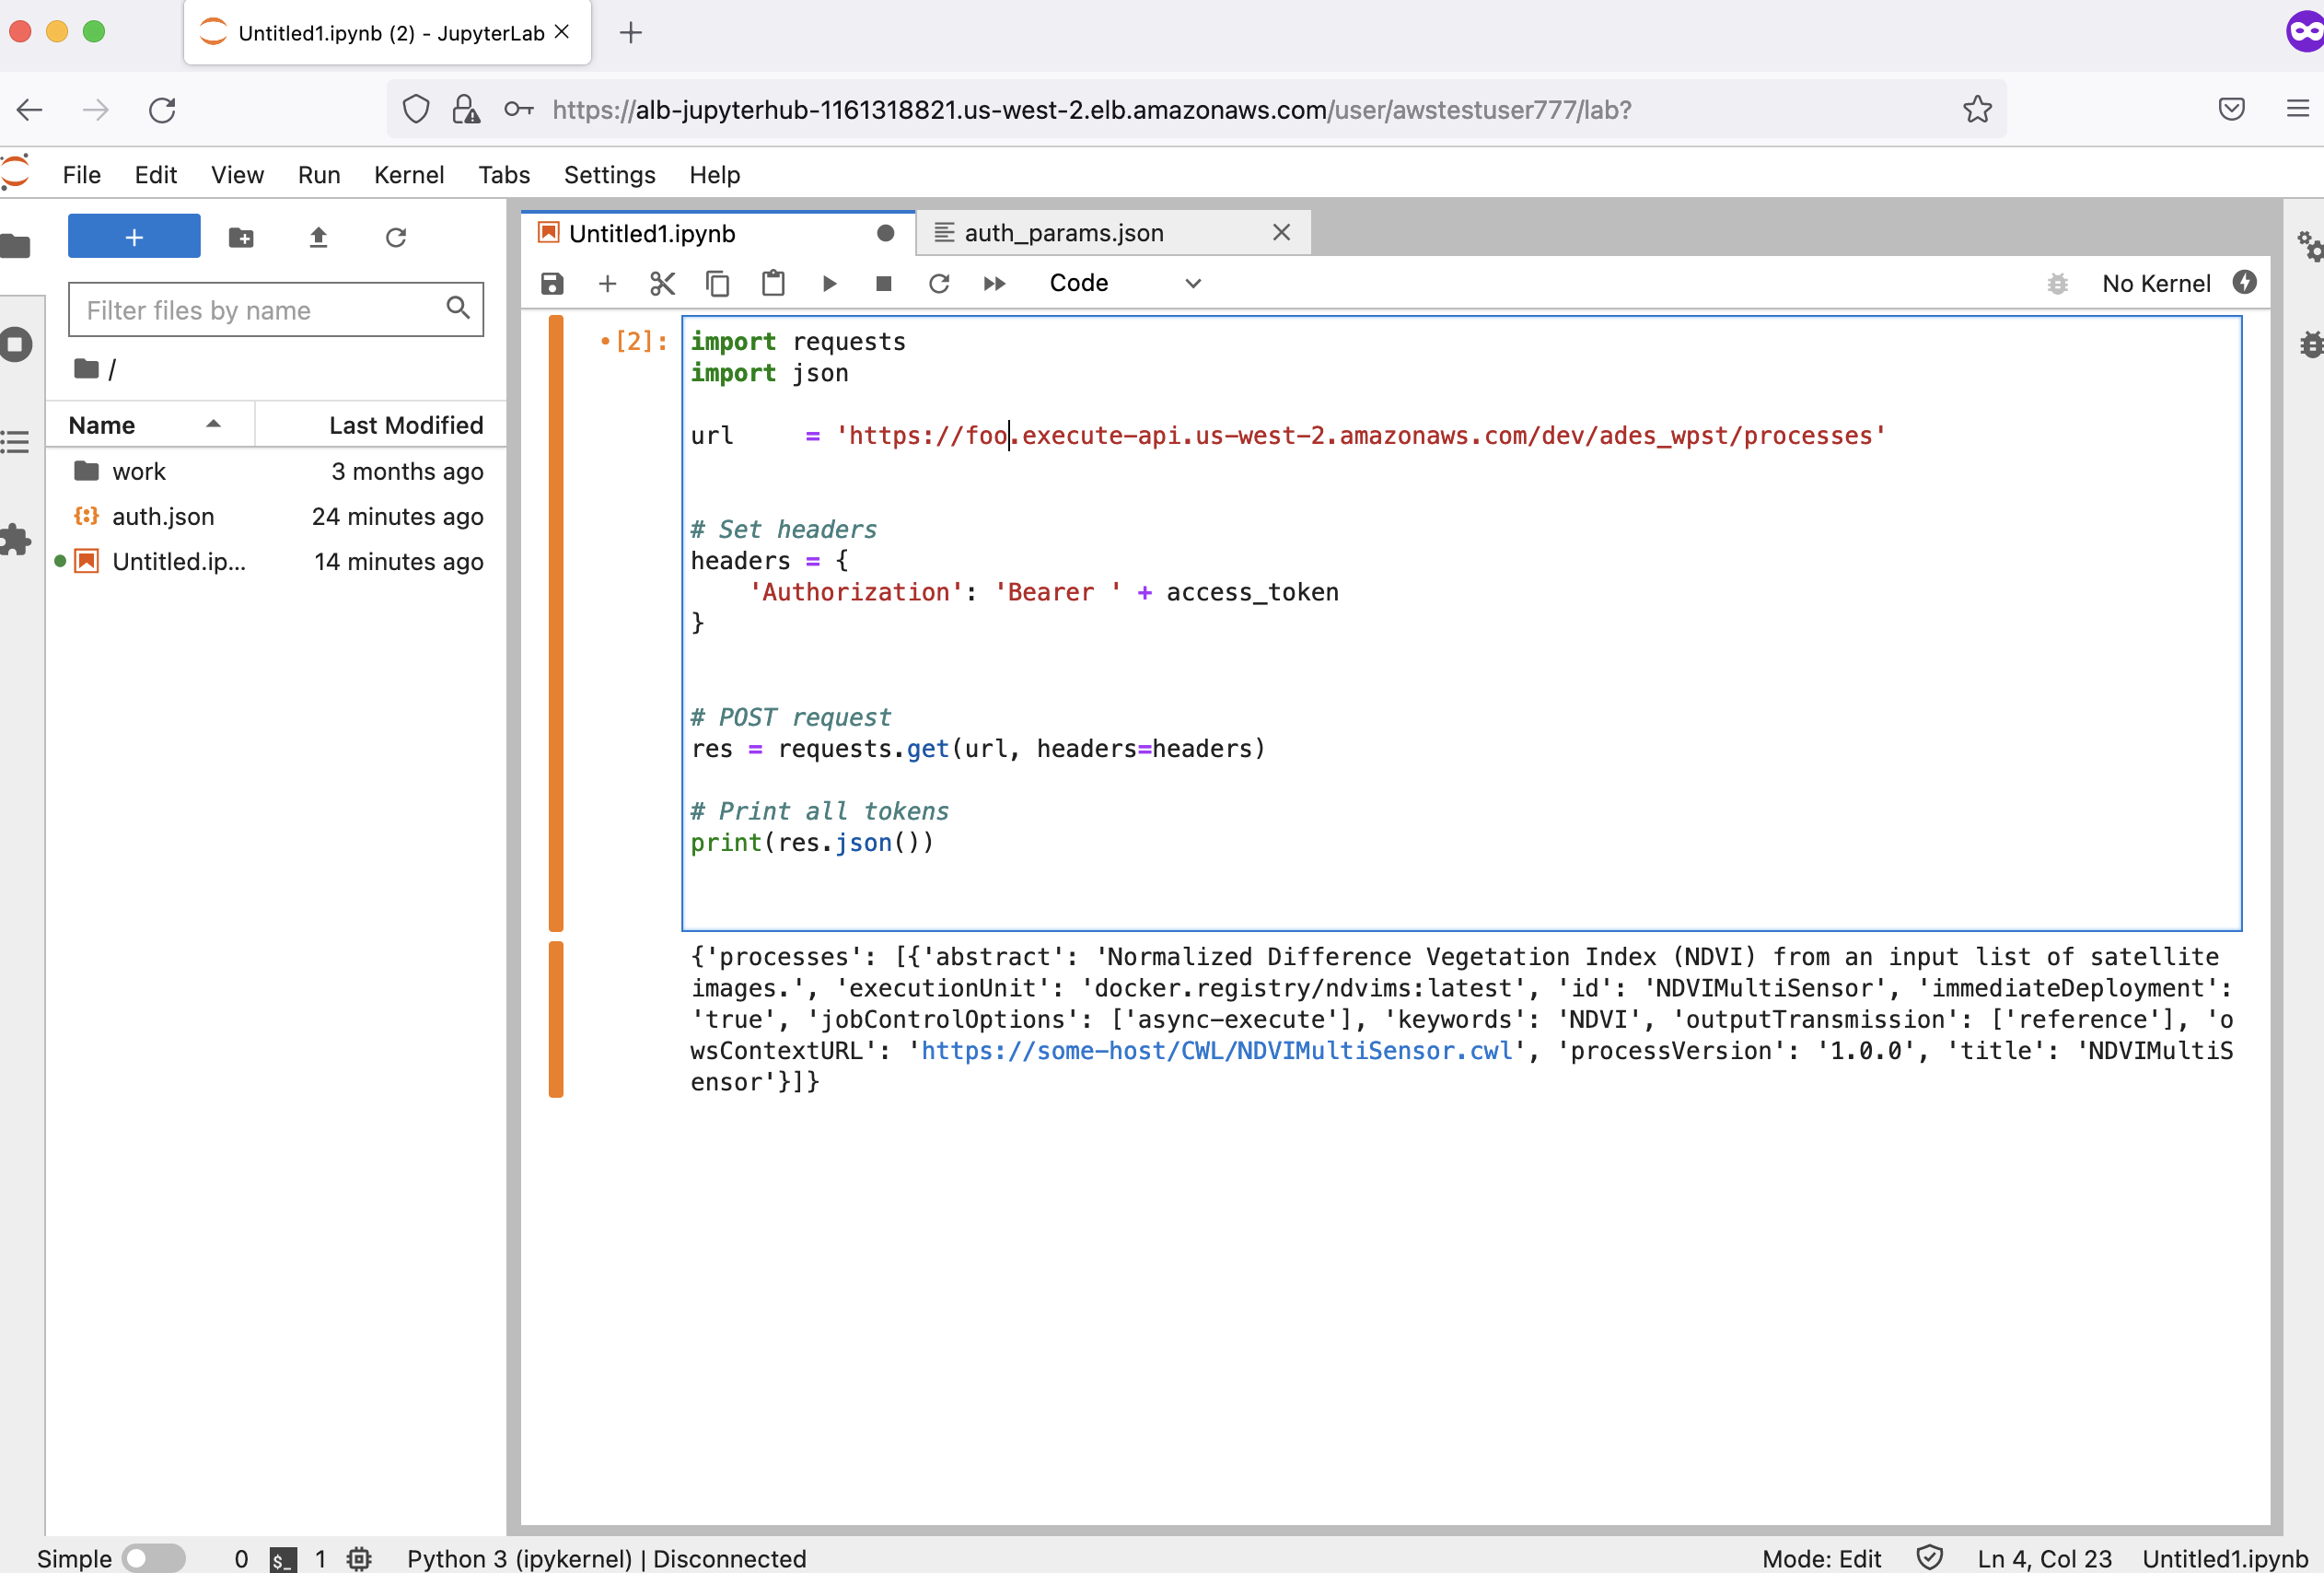 Untitled1.ipynb (2) - JupyterLab
https://alb-jupyterhub-1161318821.us-west-2.elb.amazonaws.com/user/awstestuser777/lab?
File Edit View Run Kernel Tabs Settings Help
Untitled1.ipynb
auth_params.json
Code
No Kernel
Filter files by name
/
Name Last Modified
work 3 months ago
auth.json 24 minutes ago
Untitled.ip... 14 minutes ago
[2]:
import requests
import json
url     = 'https://foo.execute-api.us-west-2.amazonaws.com/dev/ades_wpst/processes'
# Set headers
headers = {
    'Authorization': 'Bearer ' + access_token
}
# POST request
res = requests.get(url, headers=headers)
# Print all tokens
print(res.json())
{'processes': [{'abstract': 'Normalized Difference Vegetation Index (NDVI) from an input list of satellite
images.', 'executionUnit': 'docker.registry/ndvims:latest', 'id': 'NDVIMultiSensor', 'immediateDeployment':
'true', 'jobControlOptions': ['async-execute'], 'keywords': 'NDVI', 'outputTransmission': ['reference'], 'o
wsContextURL': 'https://some-host/CWL/NDVIMultiSensor.cwl', 'processVersion': '1.0.0', 'title': 'NDVIMultiS
ensor'}]}
Simple 0 $_ 1 Python 3 (ipykernel) | Disconnected Mode: Edit Ln 4, Col 23 Untitled1.ipynb